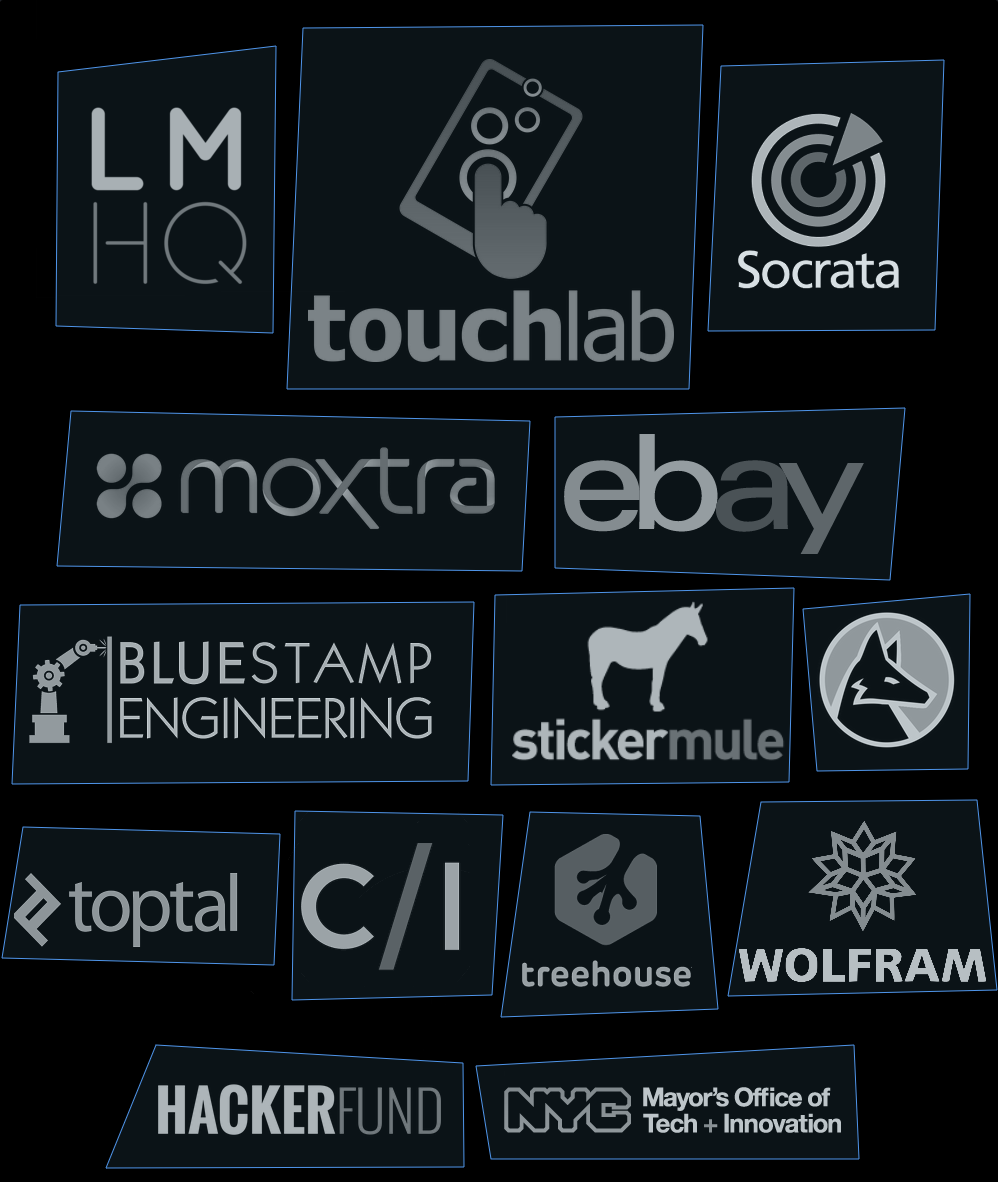 LM
HQ
touchlab
Socrata
moxtra
ebay
BLUESTAMP
ENGINEERING
stickermule
toptal
C/I
treehouse
WOLFRAM
HACKERFUND
NYC Mayor's Office of
Tech + Innovation